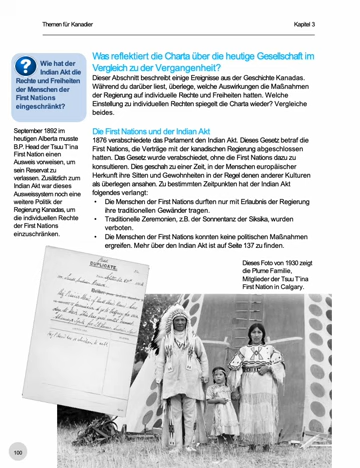 Themen für Kanadier
Kapitel 3
Wie hat der
Indian Akt die
Rechte und Freiheiten
der Menschen der
First Nations
eingeschränkt?
September 1892 im
heutigen Alberta musste
B.P. Head der Tsuu T'ina
First Nation einen
Ausweis vorweisen, um
sein Reservat zu
verlassen. Zusätzlich zum
Indian Akt war dieses
Ausweissystem noch eine
weitere Politik der
Regierung Kanadas, um
die individuellen Rechte
der First Nations
einzuschränken.
Was reflektiert die Charta über die heutige Gesellschaft im
Vergleich zu der Vergangenheit?
Dieser Abschnitt beschreibt einige Ereignisse aus der Geschichte Kanadas.
Während du darüber liest, überlege, welche Auswirkungen die Maßnahmen
der Regierung auf individuelle Rechte und Freiheiten hatten. Welche
Einstellung zu individuellen Rechten spiegelt die Charta wieder? Vergleiche
beides.
Die First Nations und der Indian Akt
1876 verabschiedete das Parlament den Indian Akt. Dieses Gesetz betraf die
First Nations, die Verträge mit der kanadischen Regierung abgeschlossen
hatten. Das Gesetz wurde verabschiedet, ohne die First Nations dazu zu
konsultieren. Dies geschah zu einer Zeit, in der Menschen europäischer
Herkunft ihre Sitten und Gewohnheiten in der Regel denen anderer Kulturen
als überlegen ansahen. Zu bestimmten Zeitpunkten hat der Indian Akt
folgendes verlangt:
• Die Menschen der First Nations durften nur mit Erlaubnis der Regierung
ihre traditionellen Gewänder tragen.
• Traditionelle Zeremonien, z.B. der Sonnentanz der Siksika, wurden
verboten.
• Die Menschen der First Nations konnten keine politischen Maßnahmen
ergreifen. Mehr über den Indian Akt ist auf Seite 137 zu finden.
Dieses Foto von 1930 zeigt
die Plume Familie,
Mitglieder der Tsuu T'ina
First Nation in Calgary.
DUPLICATE.
100